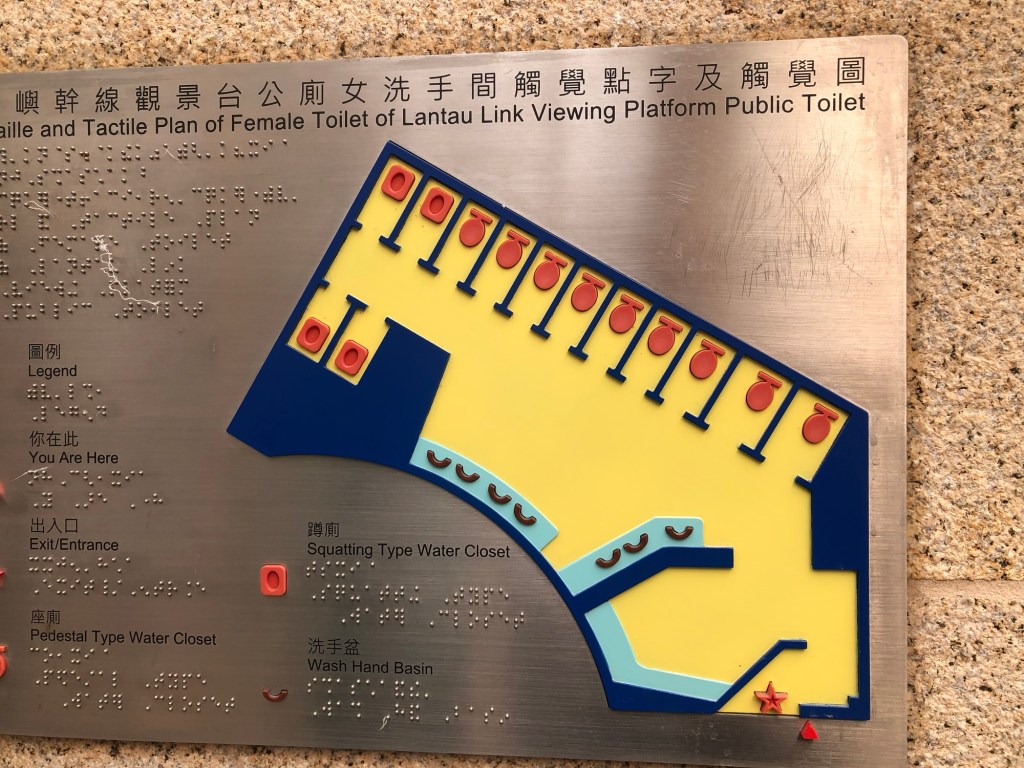 嶼幹線觀景台公廁女洗手間觸覺點字及觸覺圖
aille and Tactile Plan of Female Toilet of Lantau Link Viewing Platform Public Toilet
圖例
Legend
你在此
You Are Here
出入口
Exit/Entrance
座廁
Pedestal Type Water Closet
蹲廁
Squatting Type Water Closet
洗手盆
Wash Hand Basin